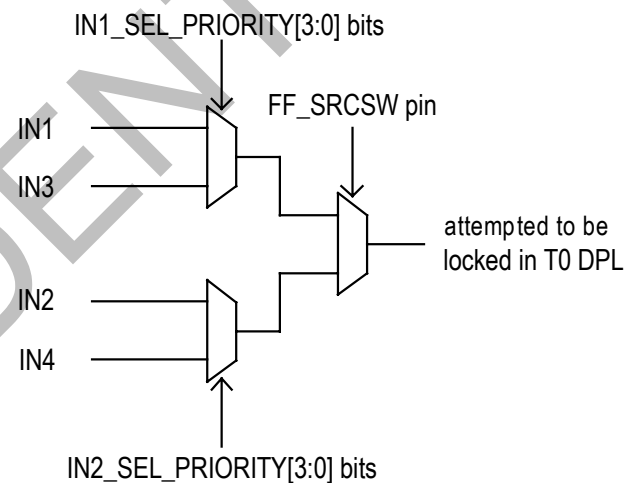 IN1_SEL_PRIORITY[3:0] bits
FF_SRCSW pin
IN1
IN3
attempted to be
locked in T0 DPL
IN2
IN4
IN2_SEL_PRIORITY[3:0] bits